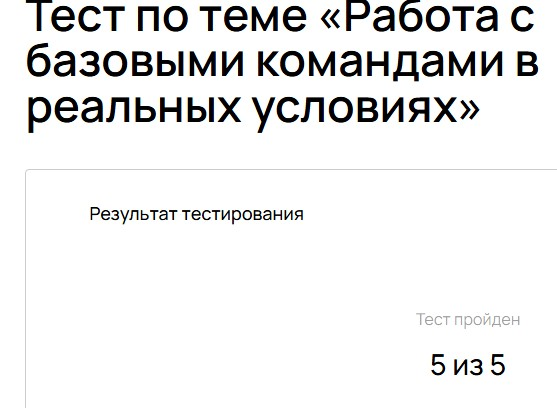 Тест по теме «Работа с
базовыми командами в
реальных условиях»
Результат тестирования
Тест пройден
5 из 5